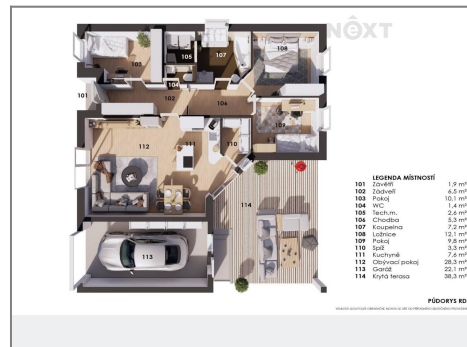 NEXT
103
105
107
108
104
101
102
106
109
112
111
110
114
113
LEGENDA MÍSTNOSTÍ
101 Závětří 1,9 m²
102 Zádveří 6,5 m²
103 Pokoj 10,1 m²
104 WC 1,4 m²
105 Tech.m. 2,6 m²
106 Chodba 5,3 m²
107 Koupelna 7,2 m²
108 Ložnice 12,1 m²
109 Pokoj 9,8 m²
110 Spíž 3,3 m²
111 Kuchyně 7,6 m²
112 Obývací pokoj 28,3 m²
113 Garáž 22,1 m²
114 Krytá terasa 38,3 m²
PŮDORYS RD